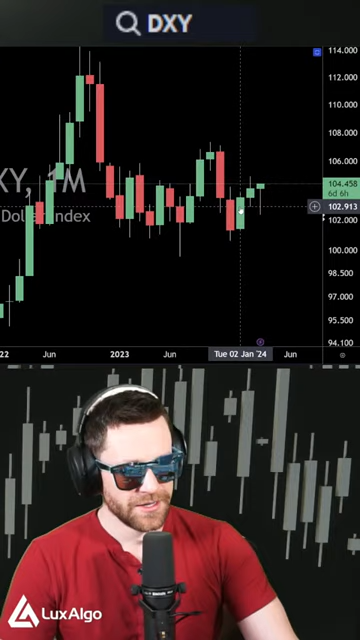 DXY
114.000
112.000
110.000
108.000
106.000
104.458
6d 6h
102.913
102.000
100.000
98.500
97.000
95.500
94.100
XY, 1M
Dollar Index
22
Jun
2023
Jun
Tue 02 Jan '24
Jun
LuxAlgo